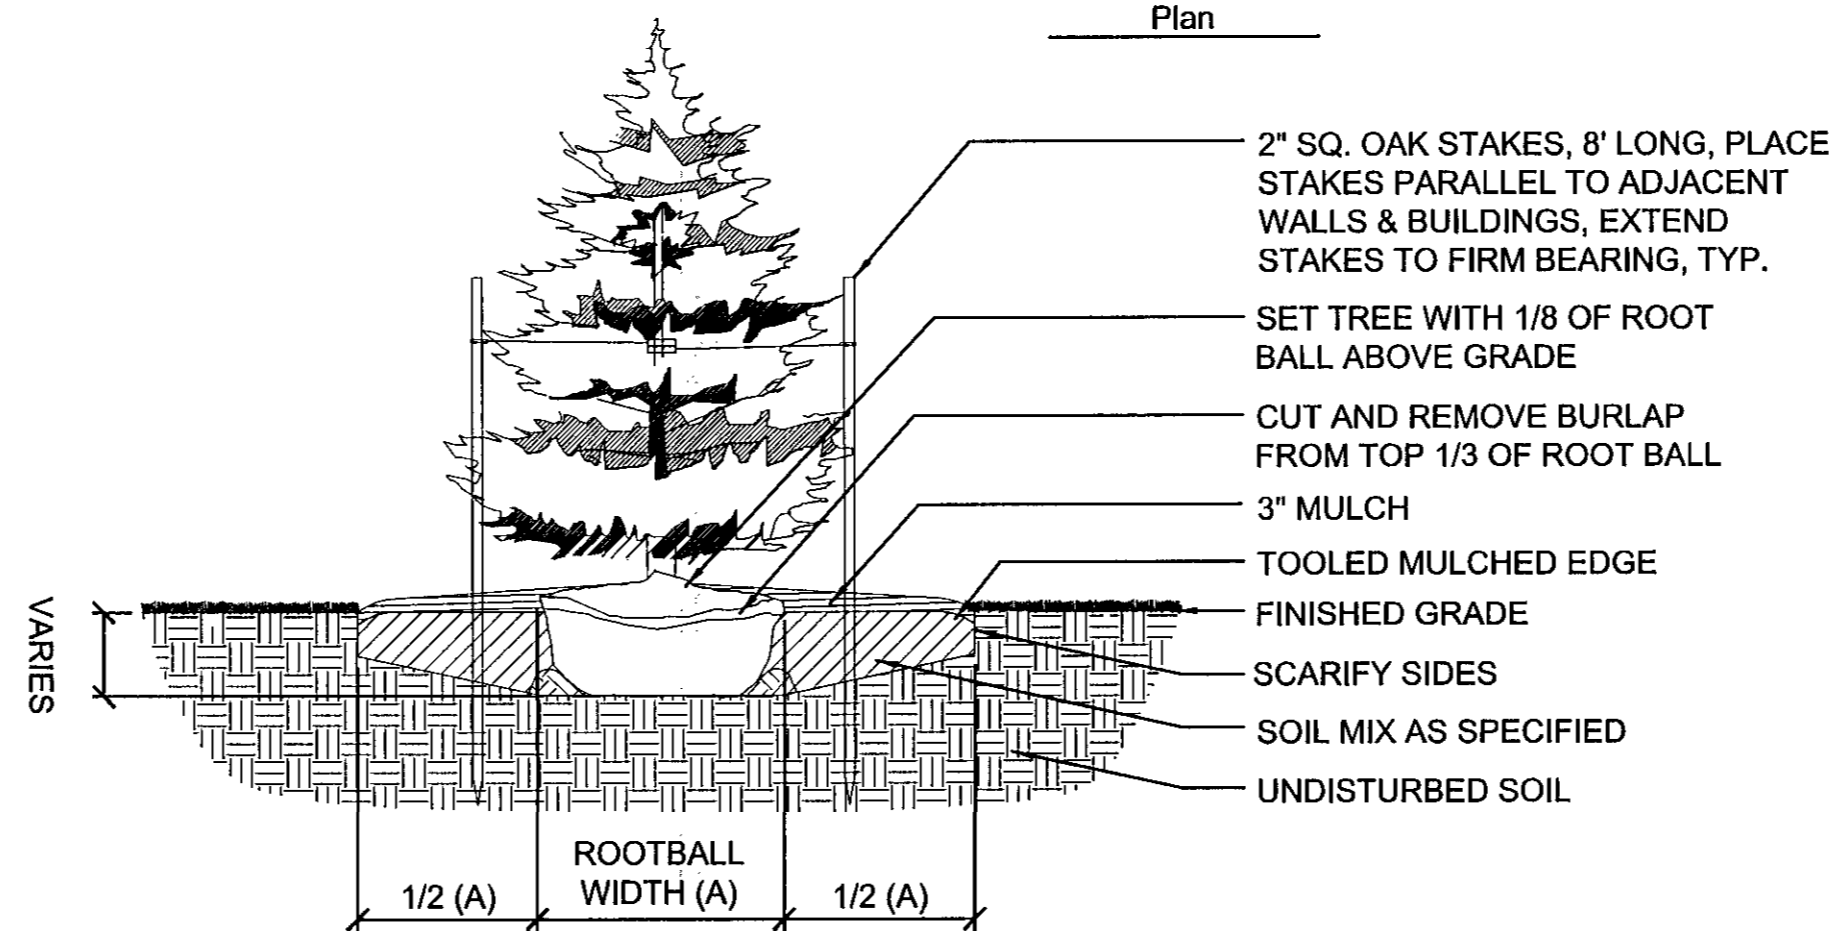 Plan
2" SQ. OAK STAKES, 8' LONG, PLACE
STAKES PARALLEL TO ADJACENT
WALLS & BUILDINGS, EXTEND
STAKES TO FIRM BEARING, TYP.
SET TREE WITH 1/8 OF ROOT
BALL ABOVE GRADE
CUT AND REMOVE BURLAP
FROM TOP 1/3 OF ROOT BALL
3" MULCH
TOOLED MULCHED EDGE
FINISHED GRADE
SCARIFY SIDES
SOIL MIX AS SPECIFIED
UNDISTURBED SOIL
VARIES
1/2 (A)
ROOTBALL
WIDTH (A)
1/2 (A)